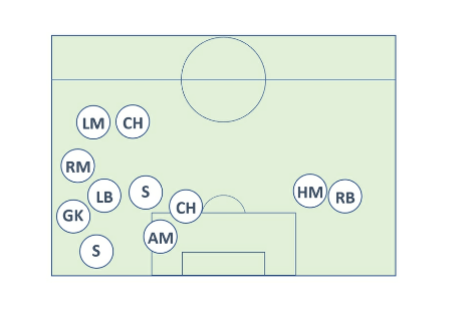 LM CH
RM
LB S HM RB
GK CH
AM
S